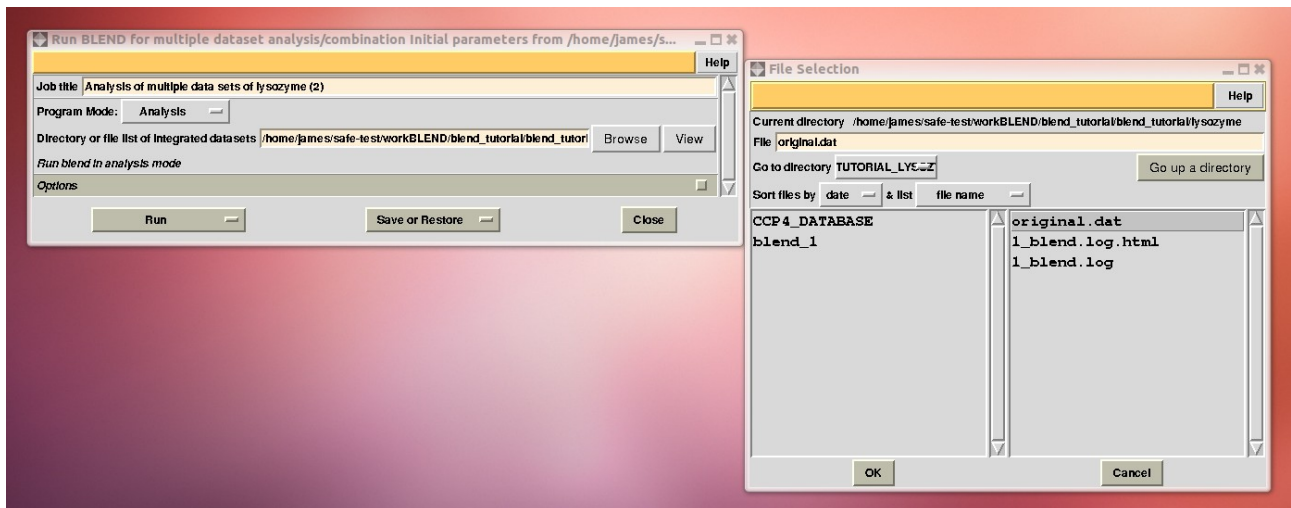 Run BLEND for multiple dataset analysis/combination Initial parameters from /home/james/s...
Help
Job title Analysis of multiple data sets of lysozyme (2)
Program Mode: Analysis
Directory or file list of integrated datasets /home/james/safe-test/workBLEND/blend_tutorial/blend_tutori Browse View
Run blend in analysis mode
Options
Run Save or Restore Close
File Selection
Help
Current directory /home/james/safe-test/workBLEND/blend_tutorial/blend_tutorial/lysozyme
File original.dat
Go to directory Go up a directory
Sort files by date & list file name
CCP4_DATABASE
blend_1
original.dat
1_blend.log.html
1_blend.log
OK Cancel